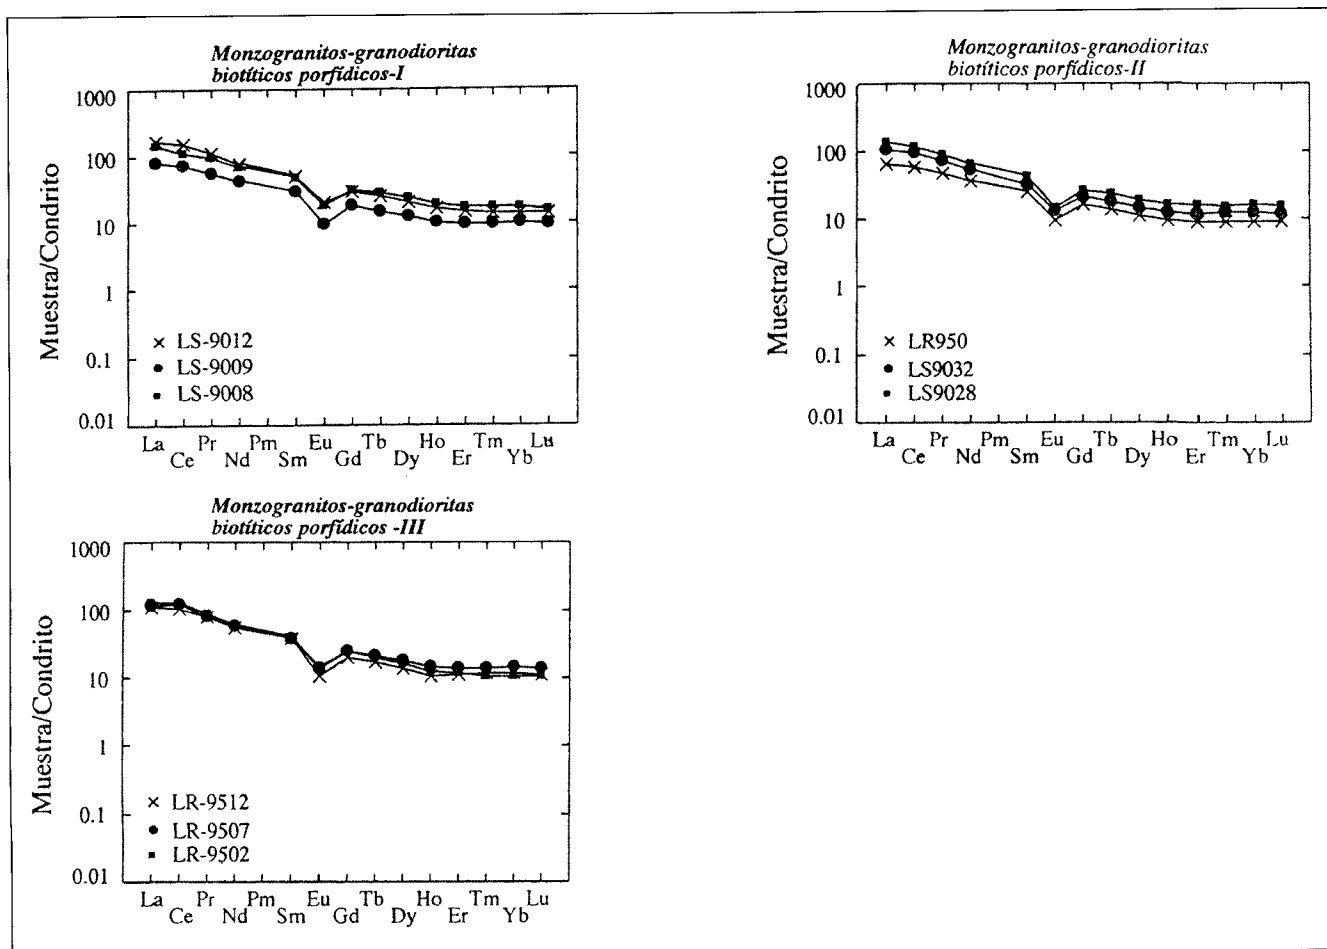 Monzogranitos-granodioritas
biotíticos porfídicos-I
1000
100
10
1
0.1
0.01
Muestra/Condrito
LS-9012
LS-9009
LS-9008
La Pr Pm Eu Tb Ho Tm Lu
Ce Nd Sm Gd Dy Er Yb
Monzogranitos-granodioritas
biotíticos porfídicos-II
1000
100
10
1
0.1
0.01
Muestra/Condrito
LR950
LS9032
LS9028
La Pr Pm Eu Tb Ho Tm Lu
Ce Nd Sm Gd Dy Er Yb
Monzogranitos-granodioritas
biotíticos porfídicos -III
1000
100
10
1
0.1
0.01
Muestra/Condrito
LR-9512
LR-9507
LR-9502
La Pr Pm Eu Tb Ho Tm Lu
Ce Nd Sm Gd Dy Er Yb